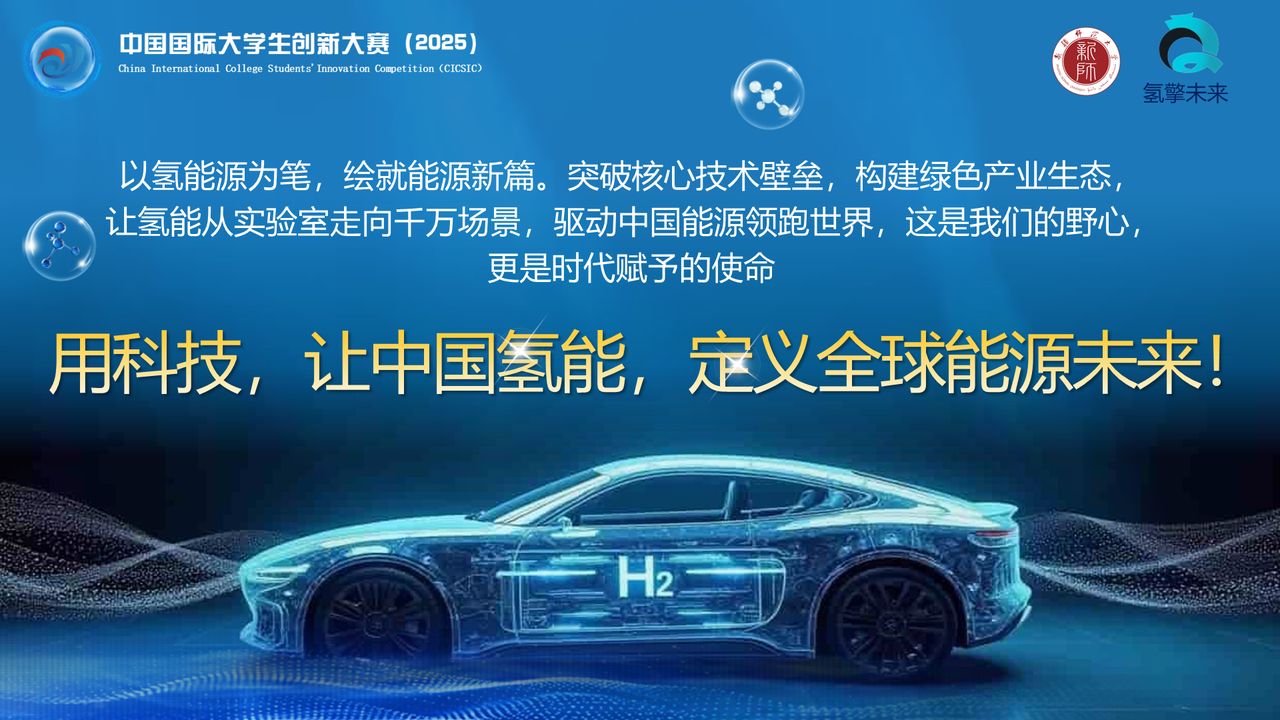 中国国际大学生创新大赛（2025）
China International College Students'Innovation Competition (CICSIC)
新师
氢擎未来
以氢能源为笔，绘就能源新篇。突破核心技术壁垒，构建绿色产业生态，
让氢能从实验室走向千万场景，驱动中国能源领跑世界，这是我们的野心，
更是时代赋予的使命
用科技，让中国氢能，定义全球能源未来！
H2